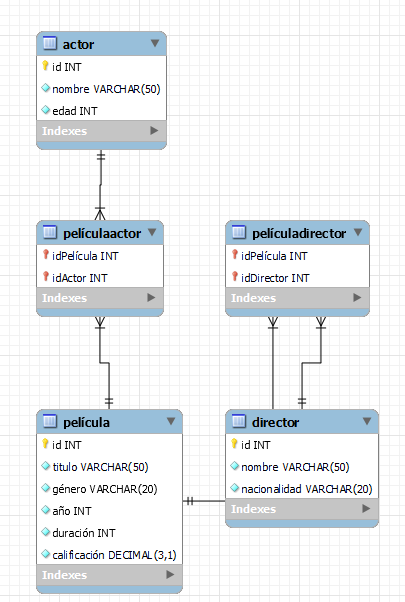 actor
id INT
nombre VARCHAR(50)
edad INT
Indexes
películaactor
idPelícula INT
idActor INT
Indexes
películadirector
idPelícula INT
idDirector INT
Indexes
película
id INT
titulo VARCHAR(50)
género VARCHAR(20)
año INT
duración INT
calificación DECIMAL(3,1)
Indexes
director
id INT
nombre VARCHAR(50)
nacionalidad VARCHAR(20)
Indexes